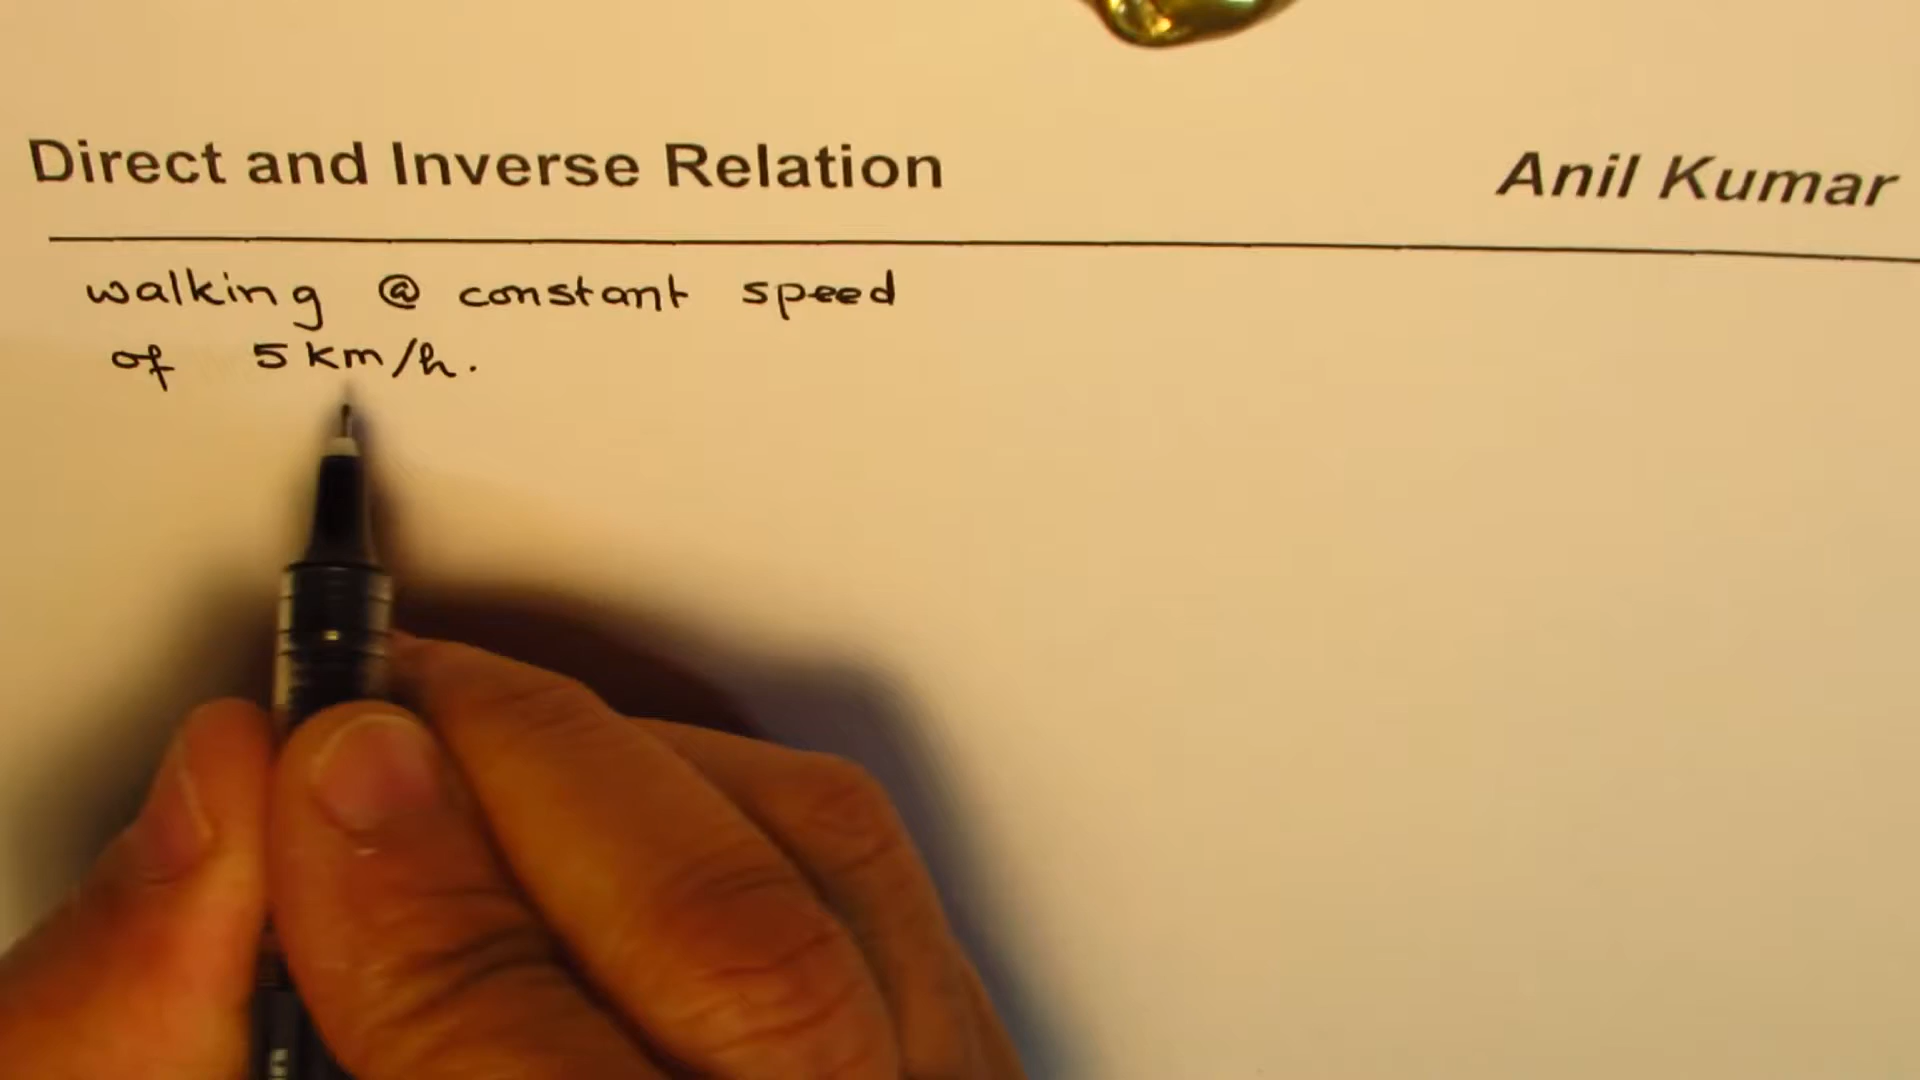 Direct and Inverse Relation
Anil Kumar
walking @ constant speed
of 5 km/h.